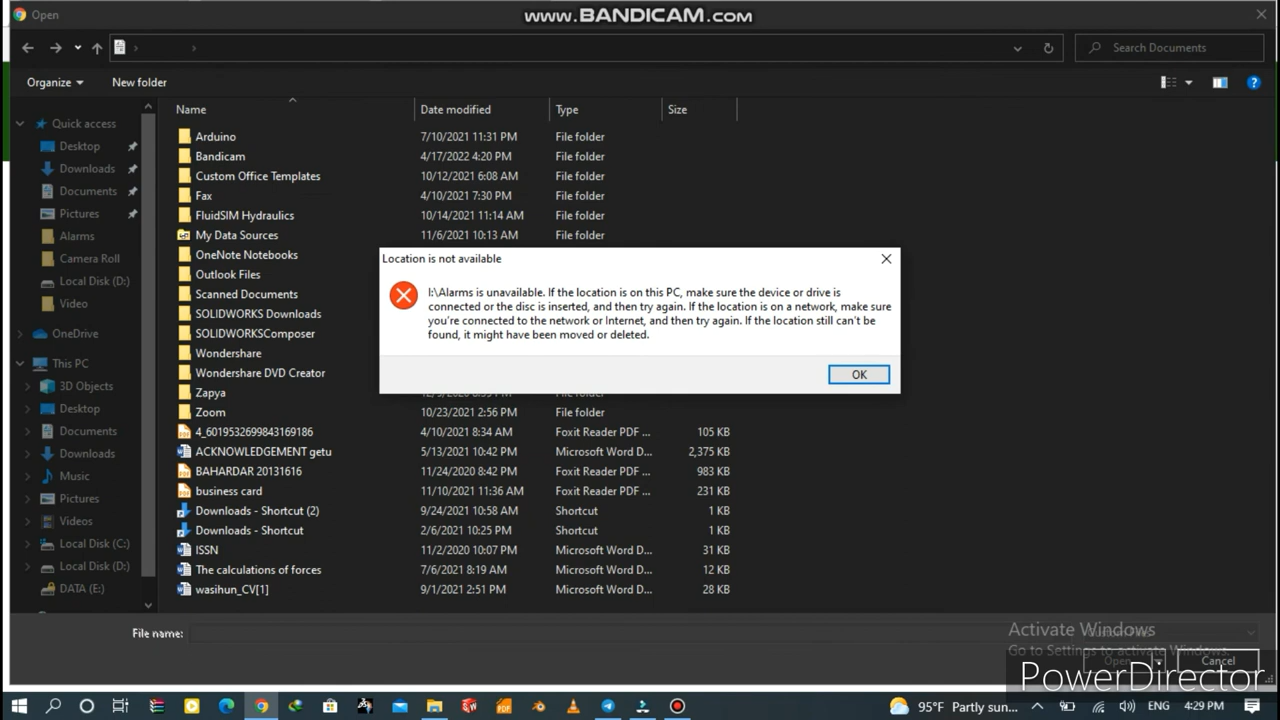 Open
www.BANDICAM.com
Search Documents
Organize
New folder
Name
Date modified
Type
Size
Quick access
Desktop
Downloads
Documents
Pictures
Alarms
Camera Roll
Local Disk (D:)
Video
OneDrive
This PC
3D Objects
Desktop
Documents
Downloads
Music
Pictures
Videos
Local Disk (C:)
Local Disk (D:)
DATA (E:)
Arduino 7/10/2021 11:31 PM File folder
Bandicam 4/17/2022 4:20 PM File folder
Custom Office Templates 10/12/2021 6:08 AM File folder
Fax 4/10/2021 7:30 PM File folder
FluidSIM Hydraulics 10/14/2021 11:14 AM File folder
My Data Sources 11/6/2021 10:13 AM File folder
OneNote Notebooks
Outlook Files
Scanned Documents
SOLIDWORKS Downloads
SOLIDWORKSComposer
Wondershare
Wondershare DVD Creator
Zapya File folder
Zoom 10/23/2021 2:56 PM File folder
4_6019532699843169186 4/10/2021 8:34 AM Foxit Reader PDF ... 105 KB
ACKNOWLEDGEMENT getu 5/13/2021 10:42 PM Microsoft Word D... 2,375 KB
BAHARDAR 20131616 11/24/2020 8:42 PM Foxit Reader PDF ... 983 KB
business card 11/10/2021 11:36 AM Foxit Reader PDF ... 231 KB
Downloads - Shortcut (2) 9/24/2021 10:58 AM Shortcut 1 KB
Downloads - Shortcut 2/6/2021 10:25 PM Shortcut 1 KB
ISSN 11/2/2020 10:07 PM Microsoft Word D... 31 KB
The calculations of forces 7/6/2021 8:19 AM Microsoft Word D... 12 KB
wasihun_CV[1] 9/1/2021 2:51 PM Microsoft Word D... 28 KB
Location is not available
I:\Alarms is unavailable. If the location is on this PC, make sure the device or drive is
connected or the disc is inserted, and then try again. If the location is on a network, make sure
you're connected to the network or Internet, and then try again. If the location still can't be
found, it might have been moved or deleted.
OK
File name:
Activate Windows
Go to Settings to activate Windows.
Open
Cancel
PowerDirector
95°F Partly sun...
ENG
4:29 PM